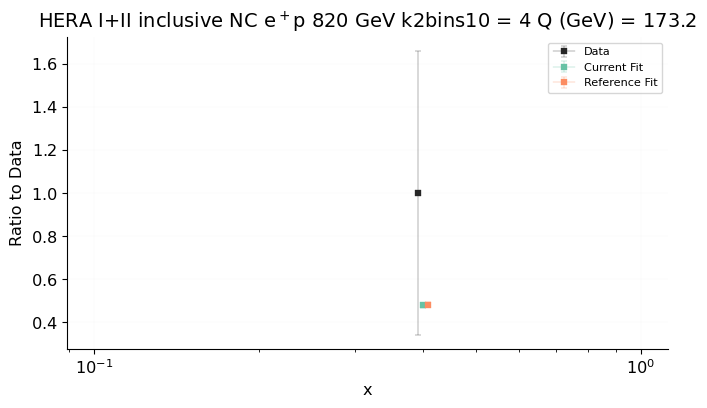 HERA I+II inclusive NC e⁺p 820 GeV k2bins10 = 4 Q (GeV) = 173.2
Data
Current Fit
Reference Fit
Ratio to Data
1.6
1.4
1.2
1.0
0.8
0.6
0.4
10⁻¹
10⁰
x